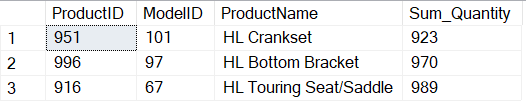 ProductID ModelID ProductName Sum_Quantity
1 951 101 HL Crankset 923
2 996 97 HL Bottom Bracket 970
3 916 67 HL Touring Seat/Saddle 989